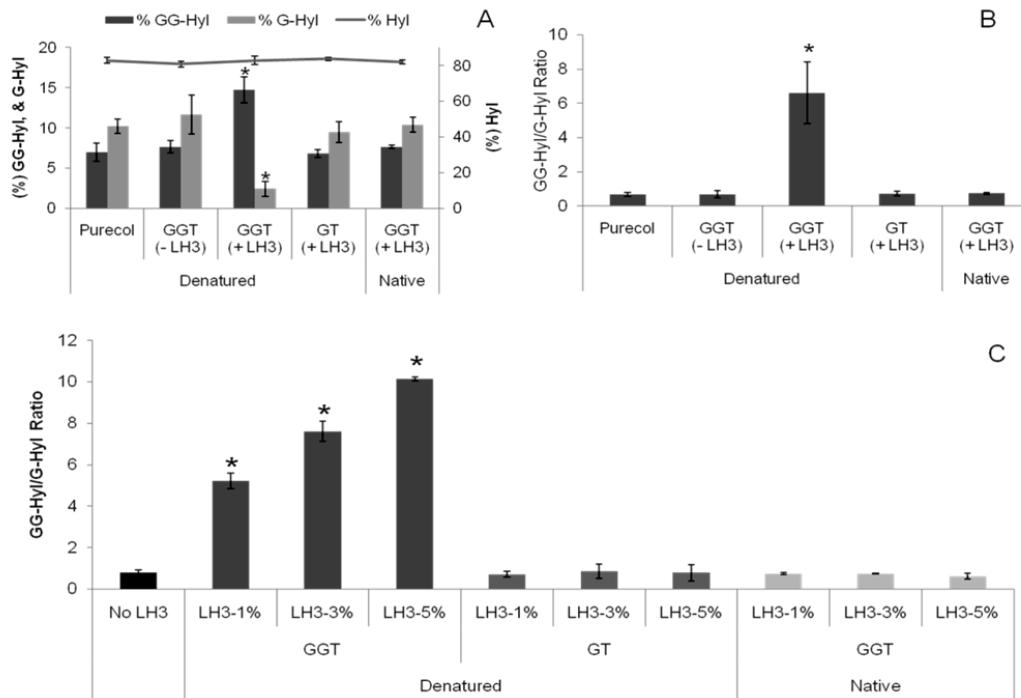 % GG-Hyl % G-Hyl % Hyl
A
(%) GG-Hyl, & G-Hyl
20
15
10
5
0
(%) Hyl
80
60
40
20
0
* *
Purecol GGT (- LH3) GGT (+ LH3) GT (+ LH3) GGT (+ LH3)
Denatured Native
B
GG-Hyl/G-Hyl Ratio
10
8
6
4
2
0
*
Purecol GGT (- LH3) GGT (+ LH3) GT (+ LH3) GGT (+ LH3)
Denatured Native
C
GG-Hyl/G-Hyl Ratio
12
10
8
6
4
2
0
* * *
No LH3 LH3-1% LH3-3% LH3-5% LH3-1% LH3-3% LH3-5% LH3-1% LH3-3% LH3-5%
GGT GT GGT
Denatured Native